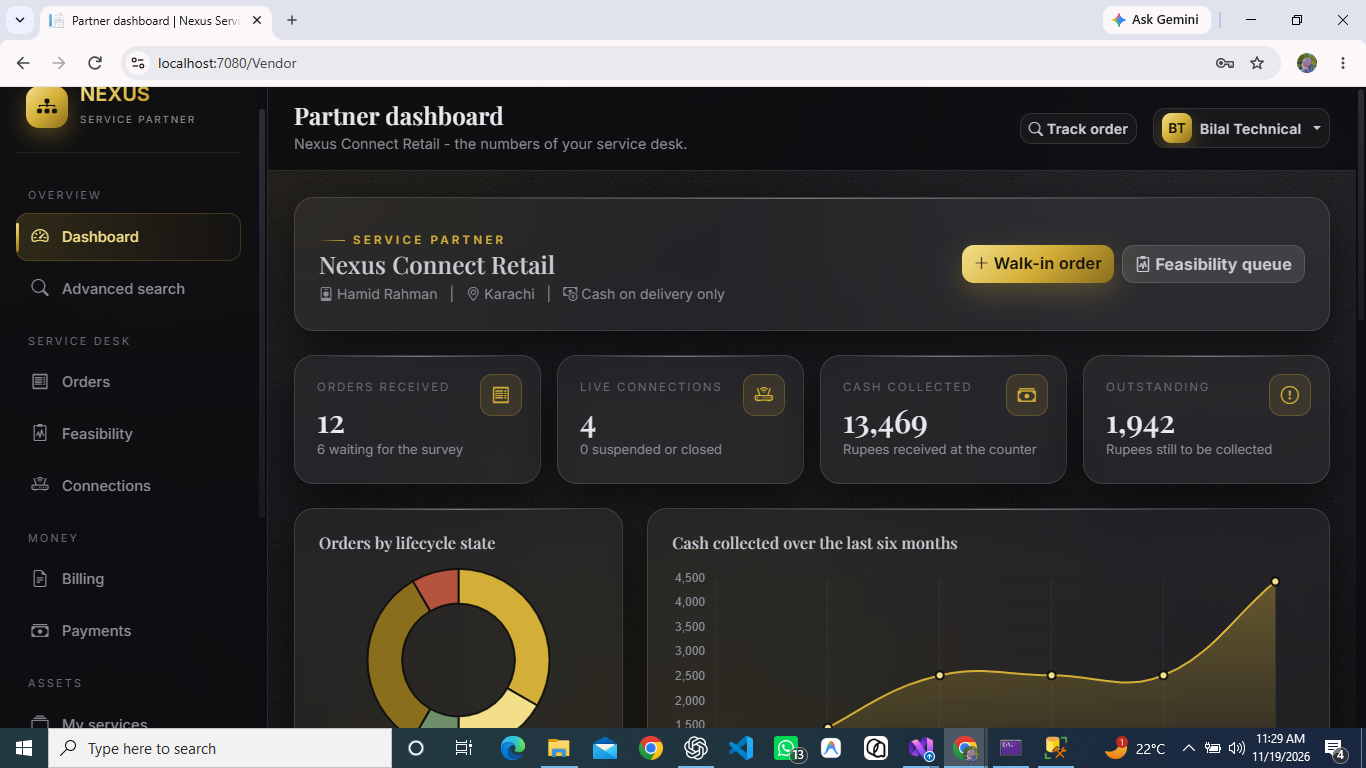 Partner dashboard | Nexus Servi
Ask Gemini
localhost:7080/Vendor
NEXUS
SERVICE PARTNER
OVERVIEW
Dashboard
Advanced search
SERVICE DESK
Orders
Feasibility
Connections
MONEY
Billing
Payments
ASSETS
My services
Partner dashboard
Nexus Connect Retail - the numbers of your service desk.
Track order
BT Bilal Technical
SERVICE PARTNER
Nexus Connect Retail
Hamid Rahman | Karachi | Cash on delivery only
+ Walk-in order
Feasibility queue
ORDERS RECEIVED
12
6 waiting for the survey
LIVE CONNECTIONS
4
0 suspended or closed
CASH COLLECTED
13,469
Rupees received at the counter
OUTSTANDING
1,942
Rupees still to be collected
Orders by lifecycle state
Cash collected over the last six months
4,500
4,000
3,500
3,000
2,500
2,000
1,500
Type here to search
13
1
22°C
11:29 AM
11/19/2026
4